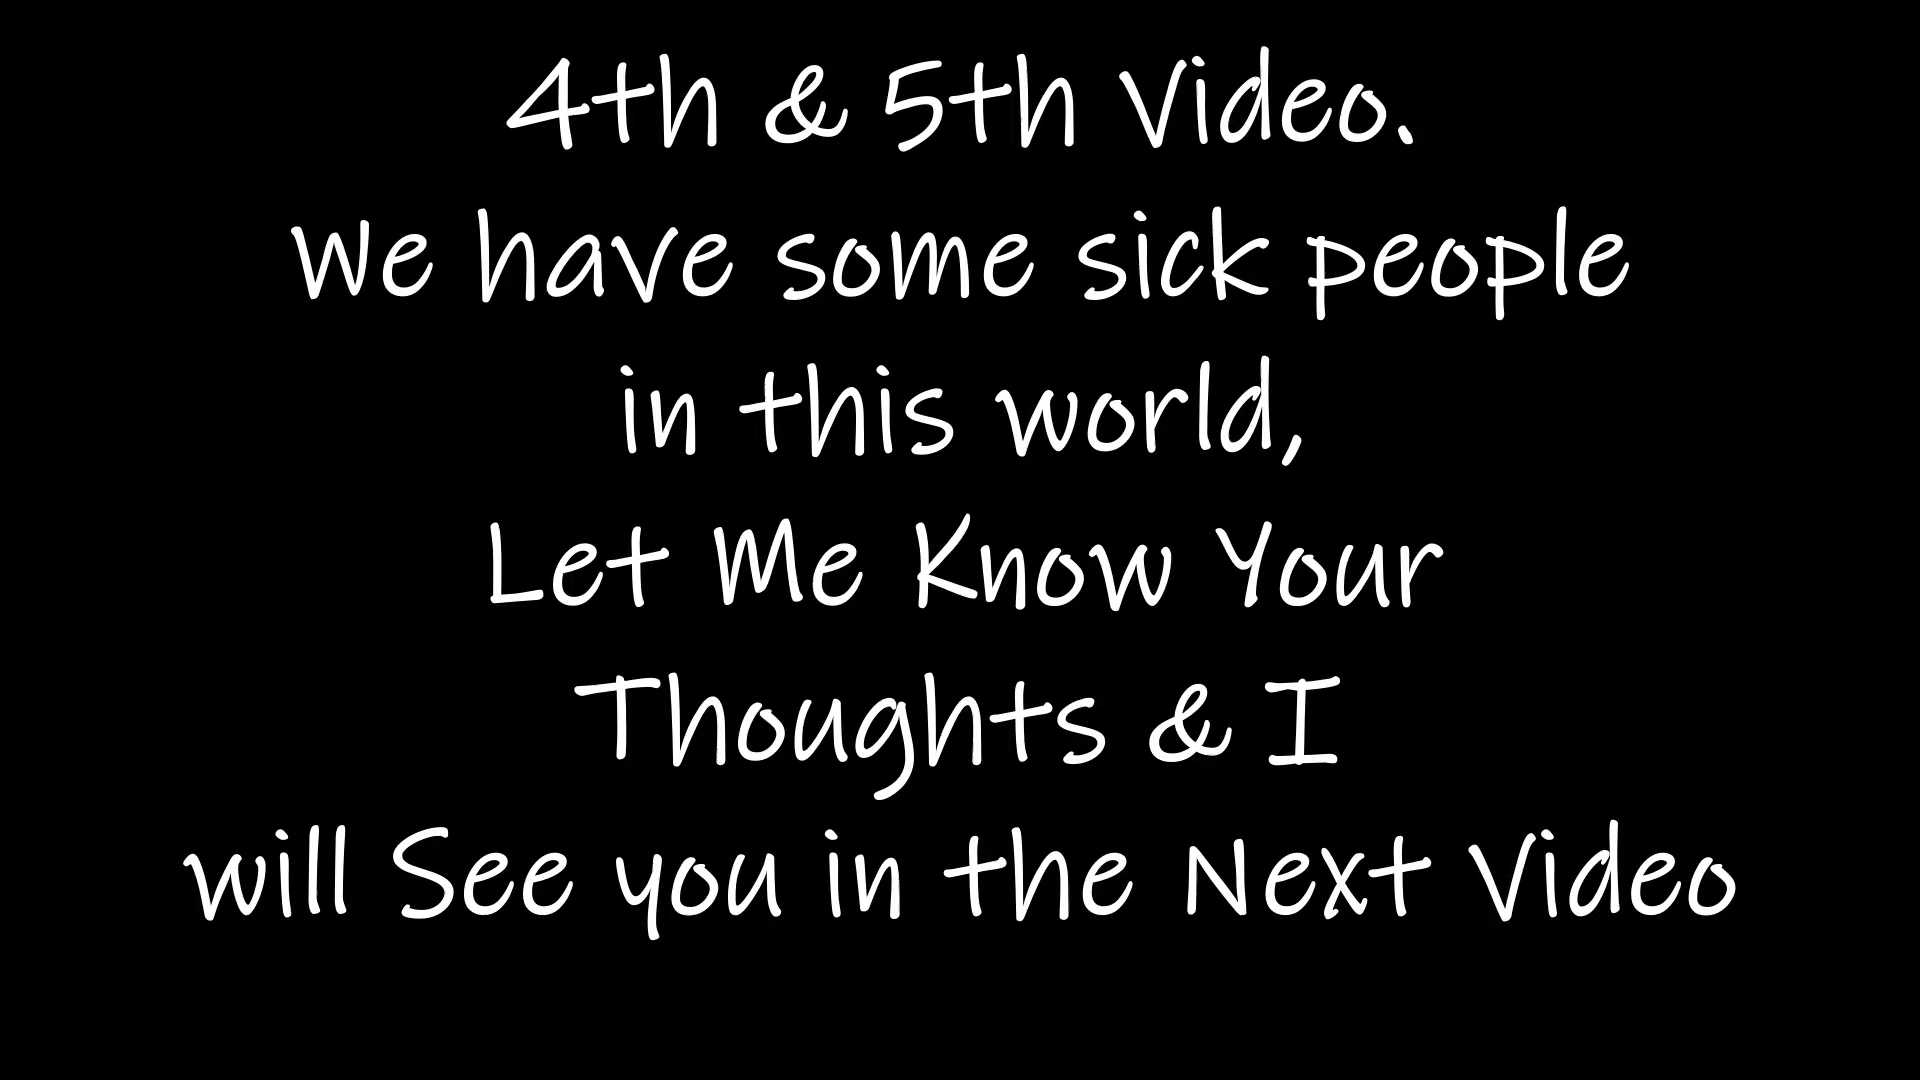 4th & 5th Video.
We have some sick people
in this world,
Let Me Know Your
Thoughts & I
will See you in the Next Video